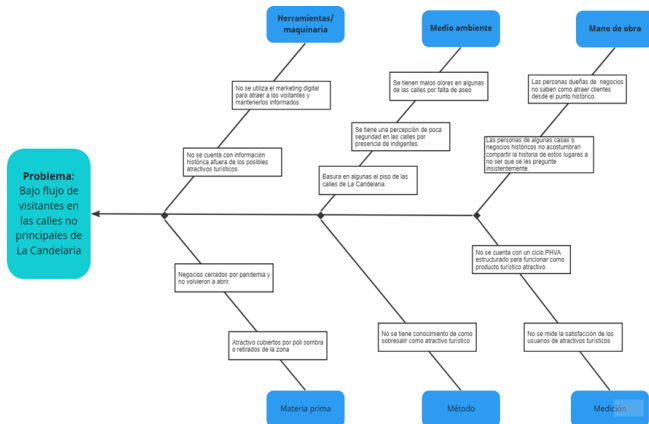 Herramientas/
maquinaria
Medio ambiente
Mano de obra
No se utiliza el marketing digital
para atraer a los visitantes y
mantenerlos informados.
Se tienen malos olores en algunas
de las calles por falta de aseo
Las personas dueñas de negocios
no saben como atraer clientes
desde el punto histórico.
No se cuenta con información
histórica afuera de los posibles
atractivos turísticos.
Se tiene una percepción de poca
seguridad en las calles por
presencia de indigentes.
Las personas de algunas casas o
negocios históricos no acostumbran
compartir la historia de estos lugares a
no ser que se les pregunte
insistentemente.
Basura en algunas el piso de las
calles de La Candelaria.
Problema:
Bajo flujo de
visitantes en
las calles no
principales de
La Candelaria
Negocios cerrados por pandemia y
no volvieron a abrir.
No se cuenta con un ciclo PHVA
estructurado para funcionar como
producto turístico atractivo.
Atractivo cubiertos por poli sombra
o retirados de la zona
No se tiene conocimiento de como
sobresalir como atractivo turístico
No se mide la satisfacción de los
usuarios de atractivos turísticos
Materia prima
Método
Medición